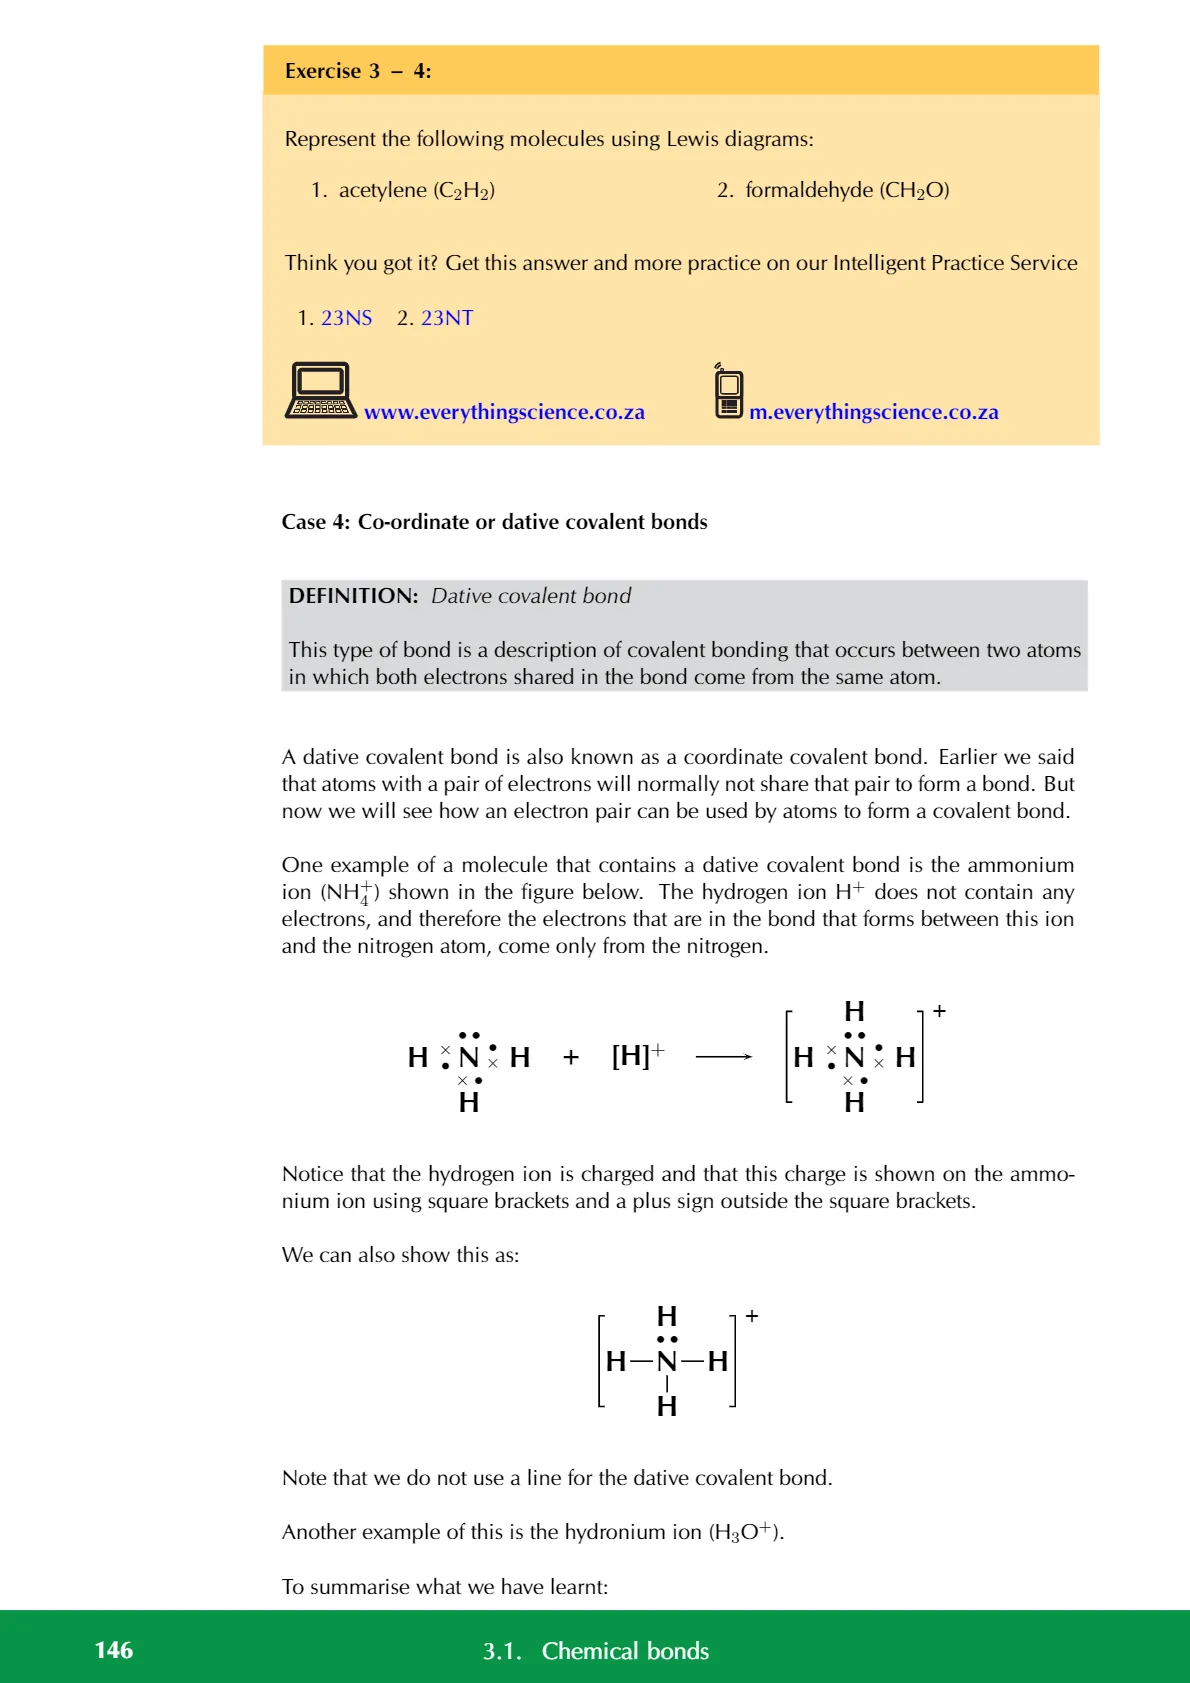 Exercise 3 – 4:
Represent the following molecules using Lewis diagrams:
1. acetylene (C₂H₂) 2. formaldehyde (CH₂O)
Think you got it? Get this answer and more practice on our Intelligent Practice Service
1. 23NS 2. 23NT
www.everythingscience.co.za m.everythingscience.co.za
Case 4: Co-ordinate or dative covalent bonds
DEFINITION: Dative covalent bond
This type of bond is a description of covalent bonding that occurs between two atoms
in which both electrons shared in the bond come from the same atom.
A dative covalent bond is also known as a coordinate covalent bond. Earlier we said
that atoms with a pair of electrons will normally not share that pair to form a bond. But
now we will see how an electron pair can be used by atoms to form a covalent bond.
One example of a molecule that contains a dative covalent bond is the ammonium
ion (NH₄⁺) shown in the figure below. The hydrogen ion H⁺ does not contain any
electrons, and therefore the electrons that are in the bond that forms between this ion
and the nitrogen atom, come only from the nitrogen.
H +
H N H + [H]⁺ → H N H
H H
Notice that the hydrogen ion is charged and that this charge is shown on the ammo-
nium ion using square brackets and a plus sign outside the square brackets.
We can also show this as:
H +
H — N — H
H
Note that we do not use a line for the dative covalent bond.
Another example of this is the hydronium ion (H₃O⁺).
To summarise what we have learnt:
146 3.1. Chemical bonds